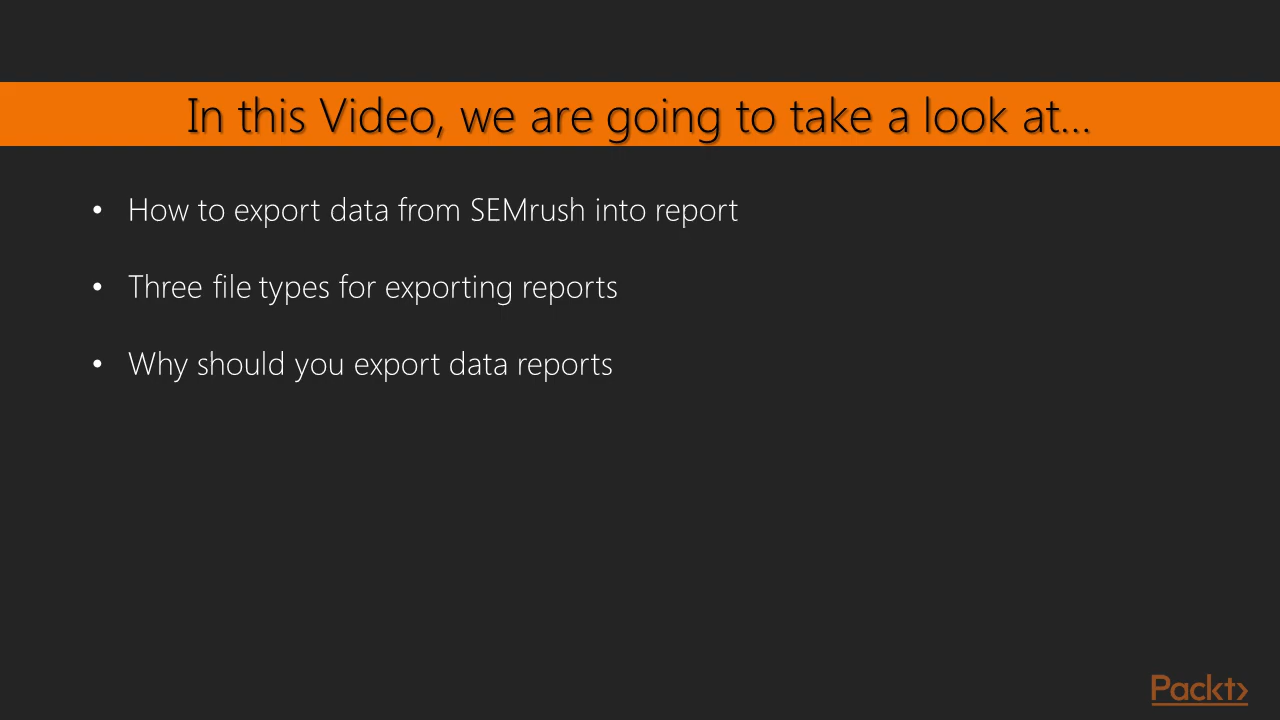 In this Video, we are going to take a look at...
• How to export data from SEMrush into report
• Three file types for exporting reports
• Why should you export data reports
Packt>